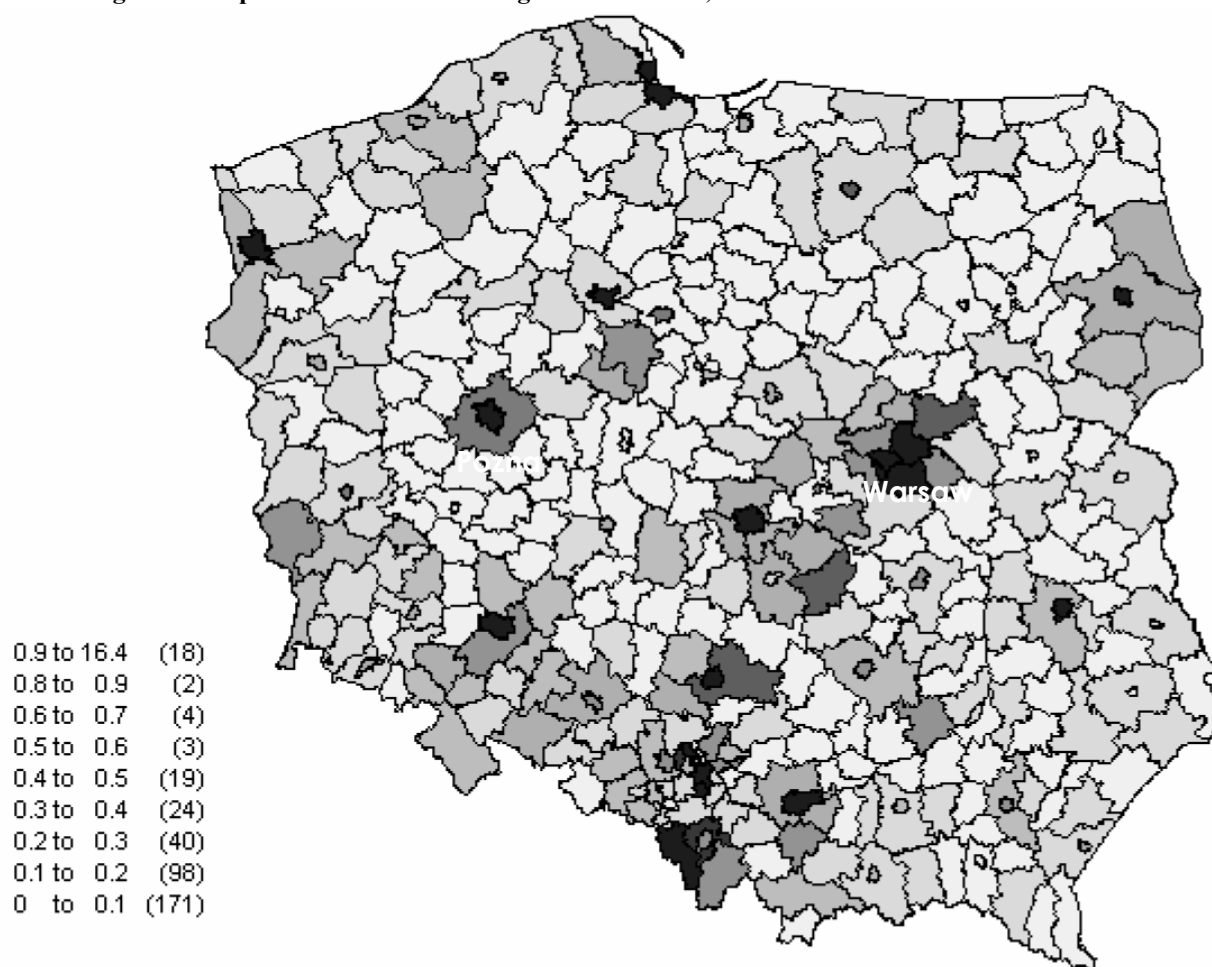 Pozna
Warsaw
0.9 to 16.4 (18)
0.8 to 0.9 (2)
0.6 to 0.7 (4)
0.5 to 0.6 (3)
0.4 to 0.5 (19)
0.3 to 0.4 (24)
0.2 to 0.3 (40)
0.1 to 0.2 (98)
0 to 0.1 (171)